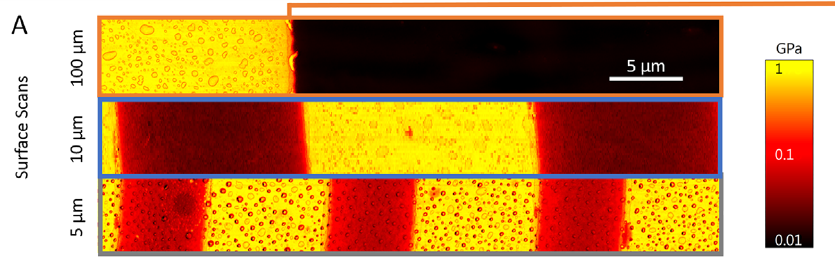 A
Surface Scans
100 µm
10 µm
5 µm
5 µm
GPa
1
0.1
0.01